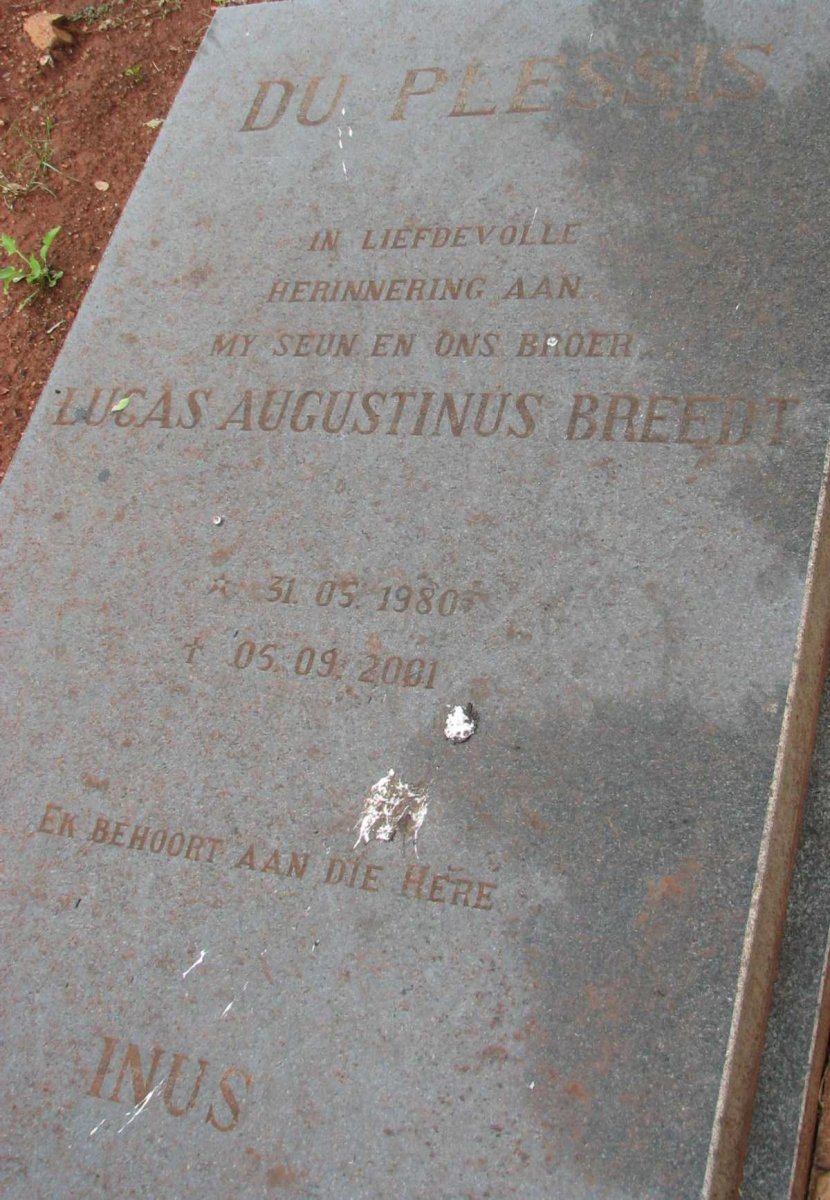 DU PLESSIS
IN LIEFDEVOLLE
HERINNERING AAN
MY SEUN EN ONS BROER
LUCAS AUGUSTINUS BREEDT
☆ 31. 05. 1980
† 05. 09. 2001
EK BEHOORT AAN DIE HERE
INUS